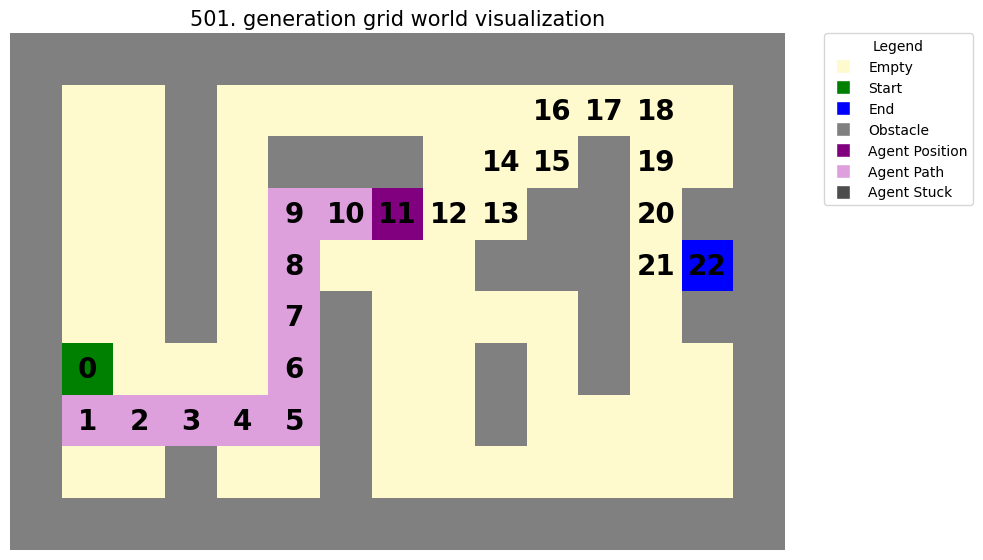 501. generation grid world visualization
16 17 18
14 15 19
9 10 11 12 13 20
8 21 22
7
0 6
1 2 3 4 5
Legend
Empty
Start
End
Obstacle
Agent Position
Agent Path
Agent Stuck